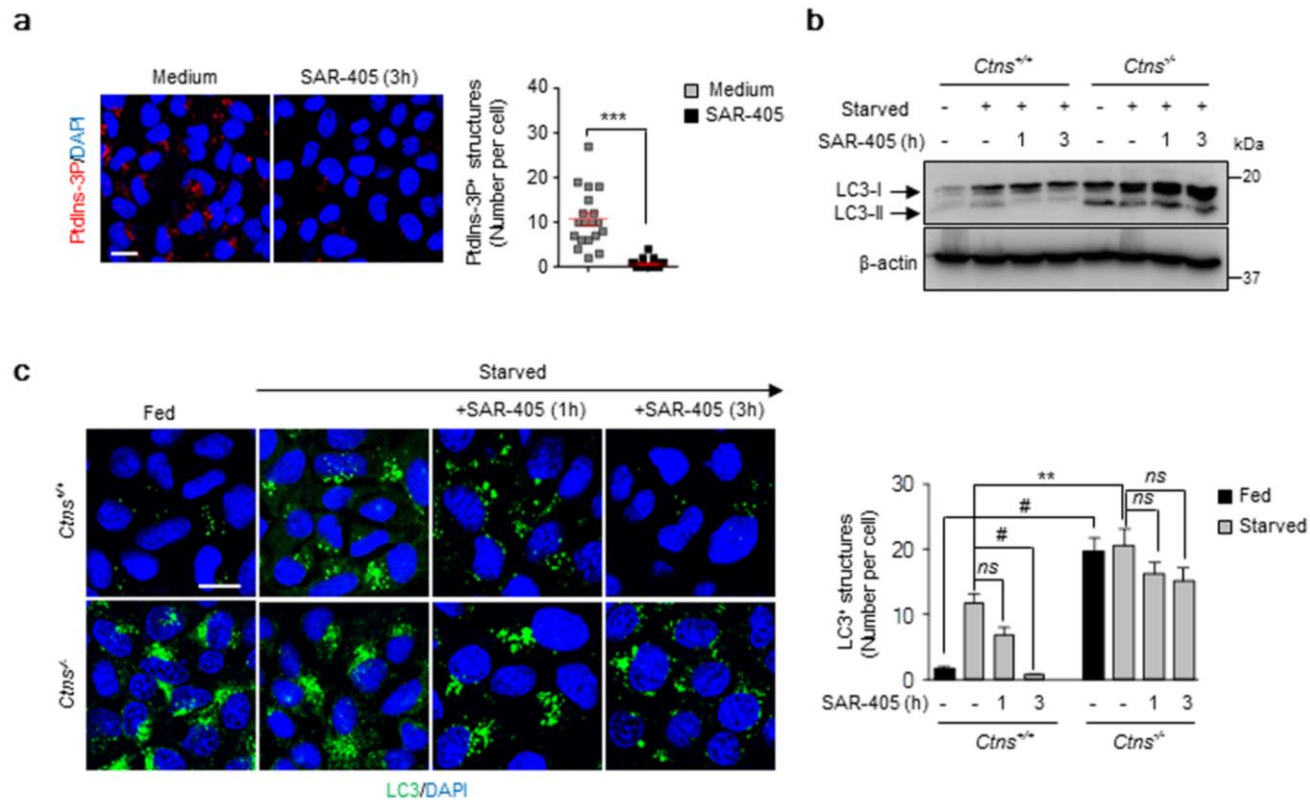 a
Medium
SAR-405 (3h)
PtdIns-3P/DAPI
PtdIns-3P⁺ structures
(Number per cell)
40
30
20
10
0
***
Medium
SAR-405
b
Ctns⁺/⁺ Ctns⁻/⁻
Starved - + + + - + + +
SAR-405 (h) - - 1 3 - - 1 3 kDa
LC3-I
20
LC3-II
β-actin
37
c
Starved
Fed +SAR-405 (1h) +SAR-405 (3h)
Ctns⁺/⁺
Ctns⁻/⁻
LC3/DAPI
LC3⁺ structures
(Number per cell)
30
20
10
0
** ns
# ns
#
ns
Fed
Starved
SAR-405 (h) - - 1 3 - - 1 3
Ctns⁺/⁺ Ctns⁻/⁻